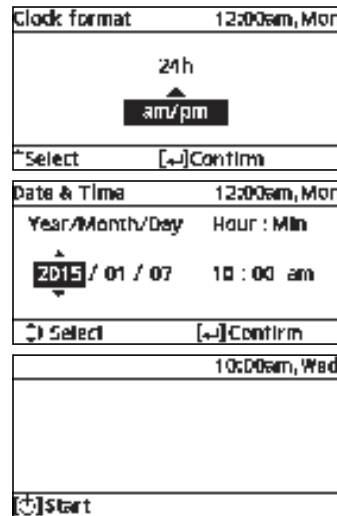 Clock format 12:00am, Mon
24h
am/pm
Select [↵]Confirm
Date & Time 12:00am, Mon
Year/Month/Day Hour : Min
2015 / 01 / 07 10 : 00 am
Select [↵]Confirm
10:00am, Wed
[⏻]Start